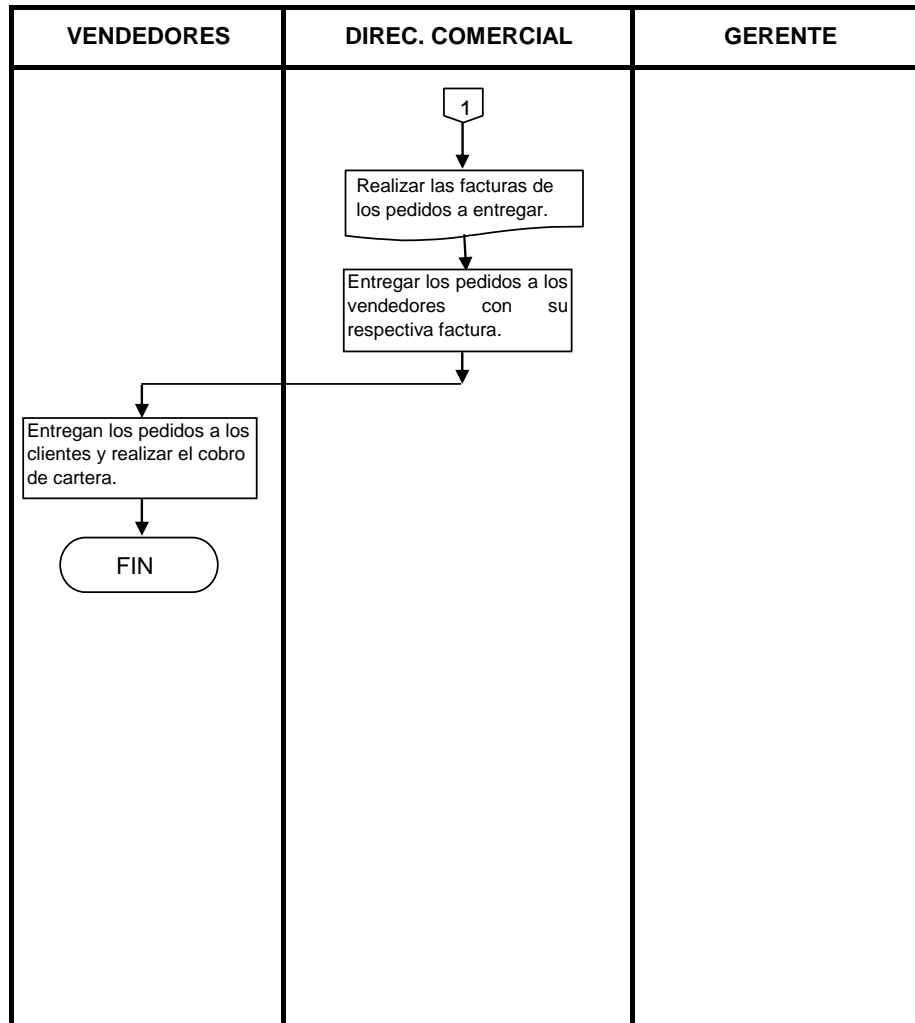 VENDEDORES
DIREC. COMERCIAL
GERENTE
1
Realizar las facturas de
los pedidos a entregar.
Entregar los pedidos a los
vendedores con su
respectiva factura.
Entregan los pedidos a los
clientes y realizar el cobro
de cartera.
FIN